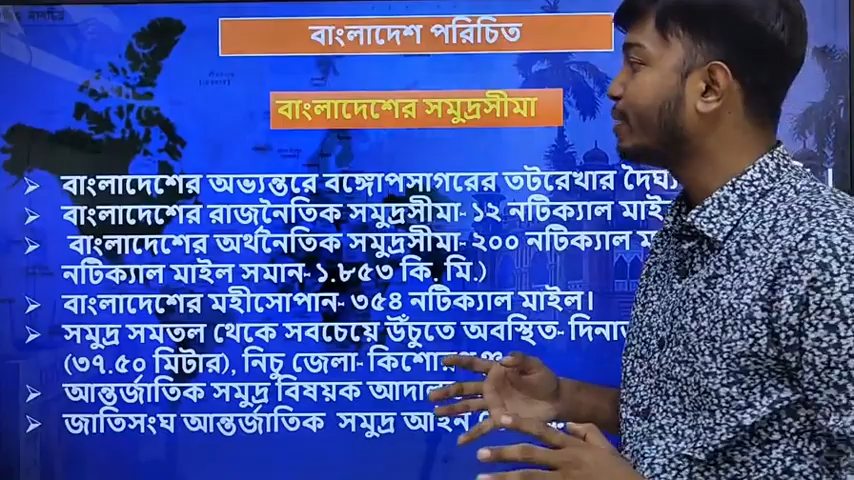 বাংলাদেশ পরিচিতি
বাংলাদেশের সমুদ্রসীমা
বাংলাদেশের অভ্যন্তরে বঙ্গোপসাগরের তটরেখার দৈর্ঘ্য
বাংলাদেশের রাজনৈতিক সমুদ্রসীমা- ১২ নটিক্যাল মাইল
বাংলাদেশের অর্থনৈতিক সমুদ্রসীমা- ২০০ নটিক্যাল
নটিক্যাল মাইল সমান- ১.৮৫৩ কি. মি.)
বাংলাদেশের মহীসোপান- ৩৫৪ নটিক্যাল মাইল।
সমুদ্র সমতল থেকে সবচেয়ে উঁচুতে অবস্থিত-
(৩৭.৫০ মিটার), নিচু জেলা-
আন্তর্জাতিক সমুদ্র বিষয়ক
জাতিসংঘ আন্তর্জাতিক সমুদ্র আইন